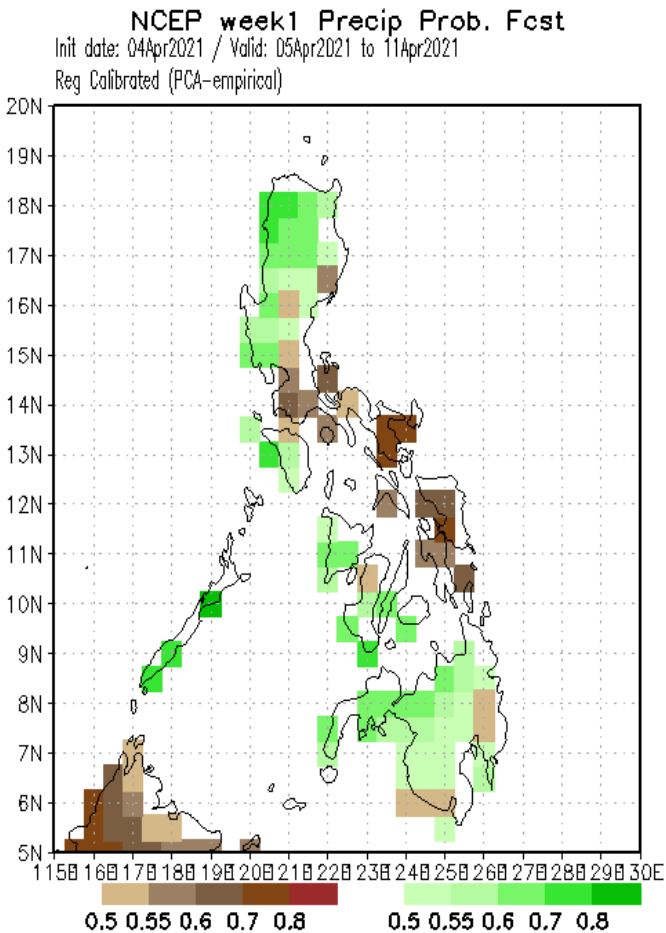 NCEP week1 Precip Prob. Fcst
Init date: 04Apr2021 / Valid: 05Apr2021 to 11Apr2021
Reg Calibrated (PCA-empirical)
20N
19N
18N
17N
16N
15N
14N
13N
12N
11N
10N
9N
8N
7N
6N
5N
115E 116E 117E 118E 119E 120E 121E 122E 123E 124E 125E 126E 127E 128E 129E 130E
0.5 0.55 0.6 0.7 0.8 0.5 0.55 0.6 0.7 0.8